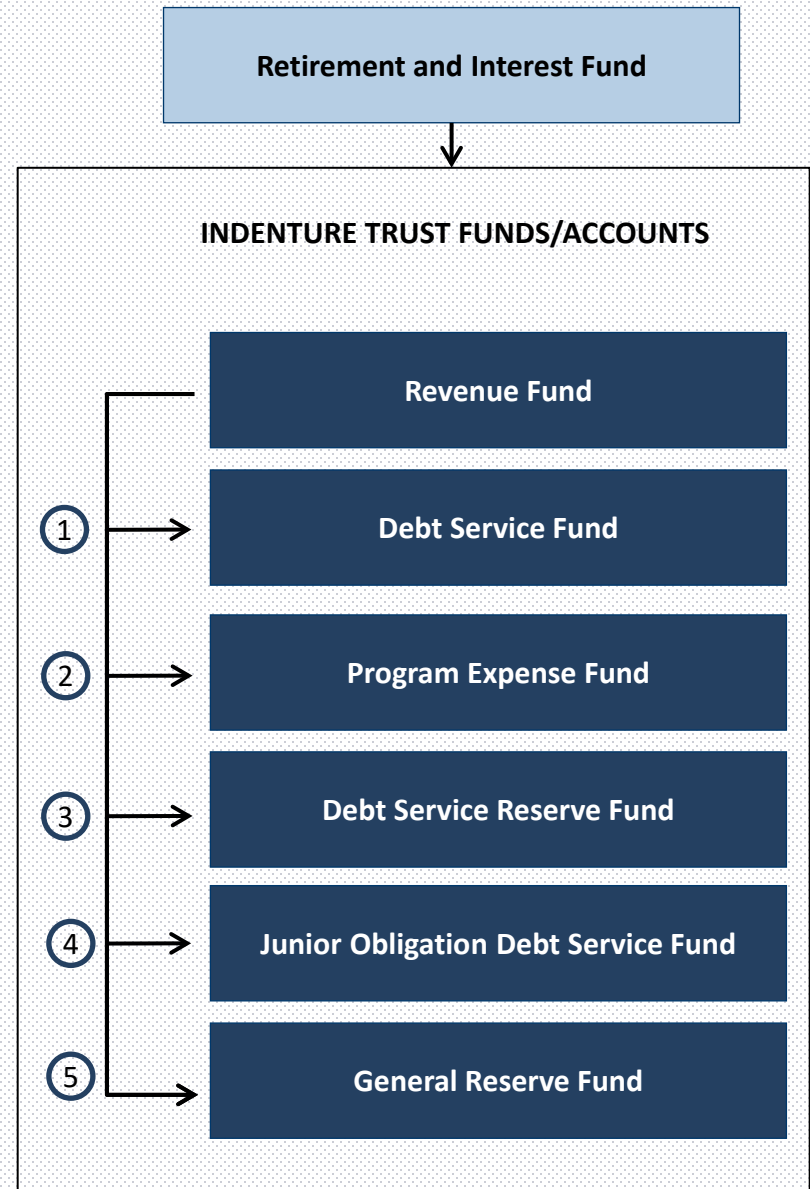 Retirement and Interest Fund
INDENTURE TRUST FUNDS/ACCOUNTS
Revenue Fund
1
Debt Service Fund
2
Program Expense Fund
3
Debt Service Reserve Fund
4
Junior Obligation Debt Service Fund
5
General Reserve Fund